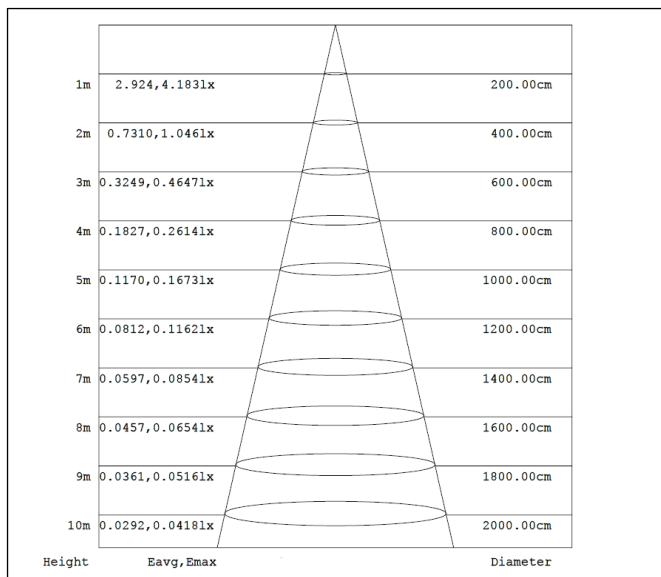 1m 2.924,4.183lx 200.00cm
2m 0.7310,1.046lx 400.00cm
3m 0.3249,0.4647lx 600.00cm
4m 0.1827,0.2614lx 800.00cm
5m 0.1170,0.1673lx 1000.00cm
6m 0.0812,0.1162lx 1200.00cm
7m 0.0597,0.0854lx 1400.00cm
8m 0.0457,0.0654lx 1600.00cm
9m 0.0361,0.0516lx 1800.00cm
10m 0.0292,0.0418lx 2000.00cm
Height Eavg,Emax Diameter